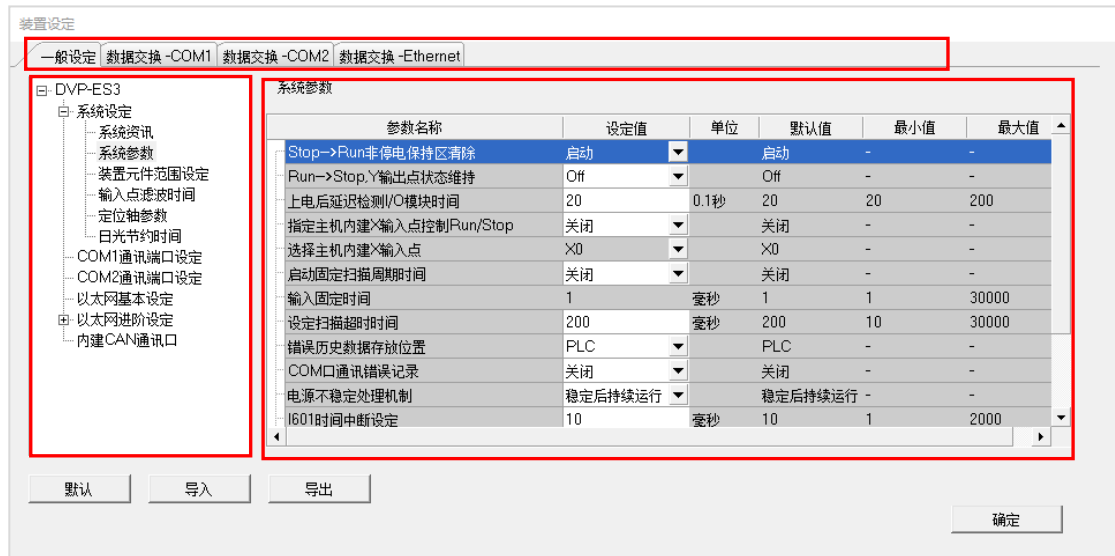 装置设定
一般设定 数据交换 -COM1 数据交换 -COM2 数据交换 -Ethernet
DVP-ES3
系统设定
系统资讯
系统参数
装置元件范围设定
输入点滤波时间
定位轴参数
日光节约时间
COM1通讯端口设定
COM2通讯端口设定
以太网基本设定
以太网进阶设定
内建CAN通讯口
系统参数
参数名称 设定值 单位 默认值 最小值 最大值
Stop—>Run非停电保持区清除 启动 启动 - -
Run—>Stop,Y输出点状态维持 Off Off - -
上电后延迟检测I/O模块时间 20 0.1秒 20 20 200
指定主机内建X输入点控制Run/Stop 关闭 关闭 - -
选择主机内建X输入点 X0 X0 - -
启动固定扫描周期时间 关闭 关闭 - -
输入固定时间 1 毫秒 1 1 30000
设定扫描超时时间 200 毫秒 200 10 30000
错误历史数据存放位置 PLC PLC - -
COM口通讯错误记录 关闭 关闭 - -
电源不稳定处理机制 稳定后持续运行 稳定后持续运行 - -
I601时间中断设定 10 毫秒 10 1 2000
默认 导入 导出
确定